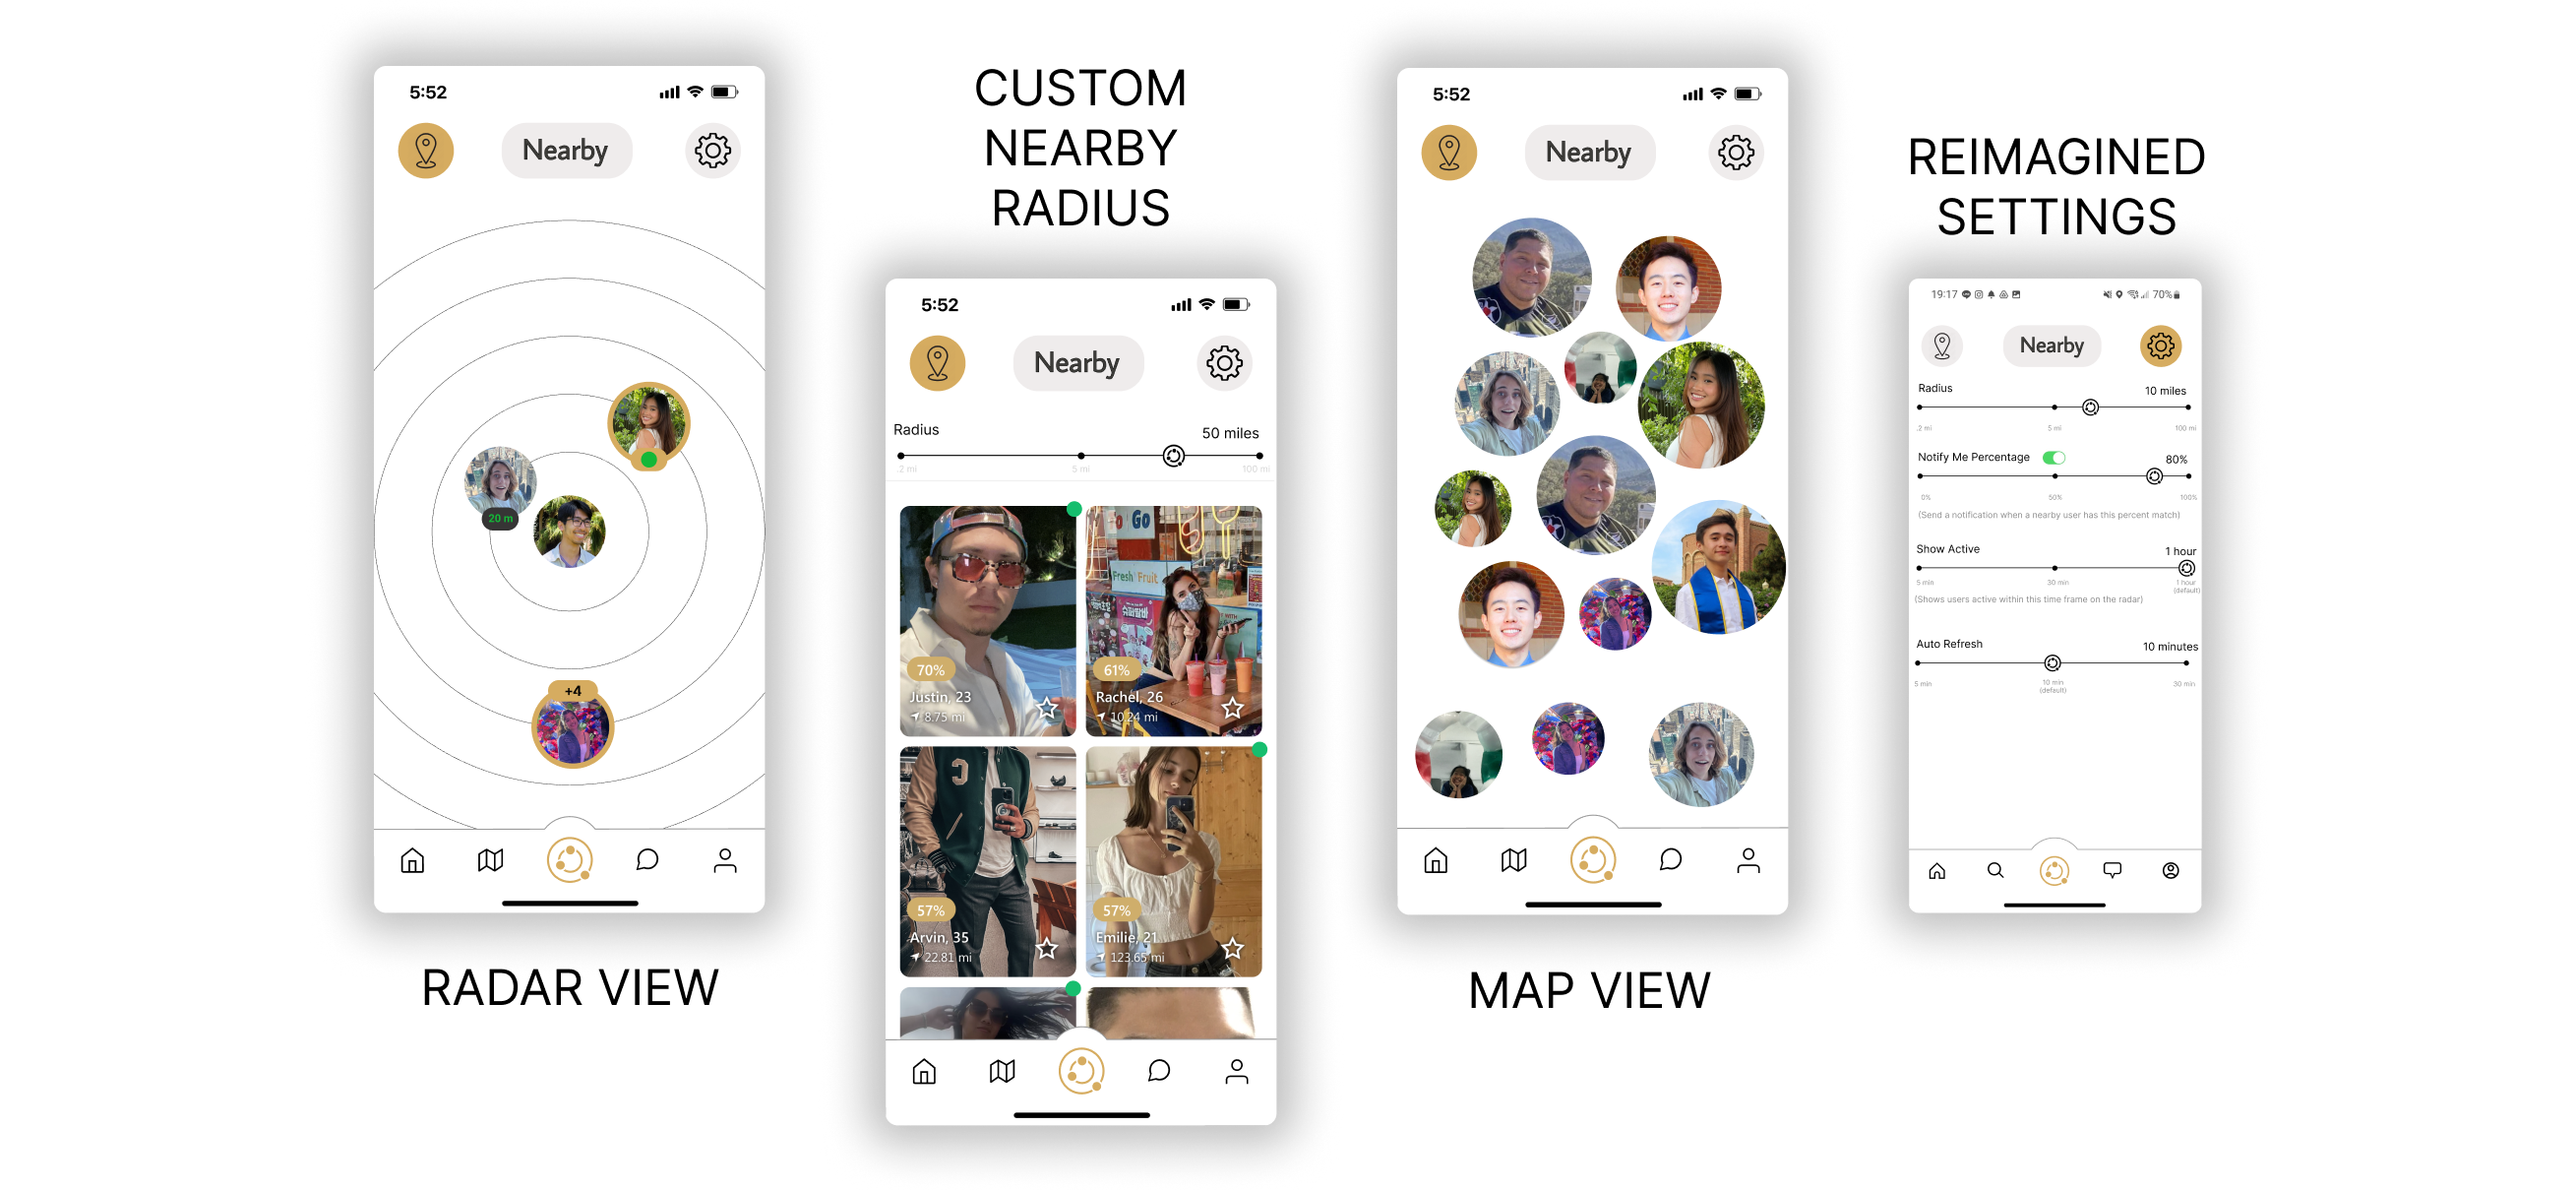 5:52
Nearby
20 m
+4
RADAR VIEW
CUSTOM
NEARBY
RADIUS
5:52
Nearby
Radius
50 miles
.2 mi
5 mi
100 mi
Go
Fresh Fruit
70%
Justin, 23
8.75 mi
61%
Rachel, 26
10.24 mi
57%
Arvin, 35
22.81 mi
57%
Emilie, 21
123.65 mi
5:52
Nearby
MAP VIEW
REIMAGINED
SETTINGS
19:17
70%
Nearby
Radius
10 miles
.2 mi
5 mi
100 mi
Notify Me Percentage
80%
0%
50%
100%
(Send a notification when a nearby user has this percent match)
Show Active
1 hour
5 min
30 min
1 hour
(default)
(Shows users active within this time frame on the radar)
Auto Refresh
10 minutes
5 min
10 min
(default)
30 min